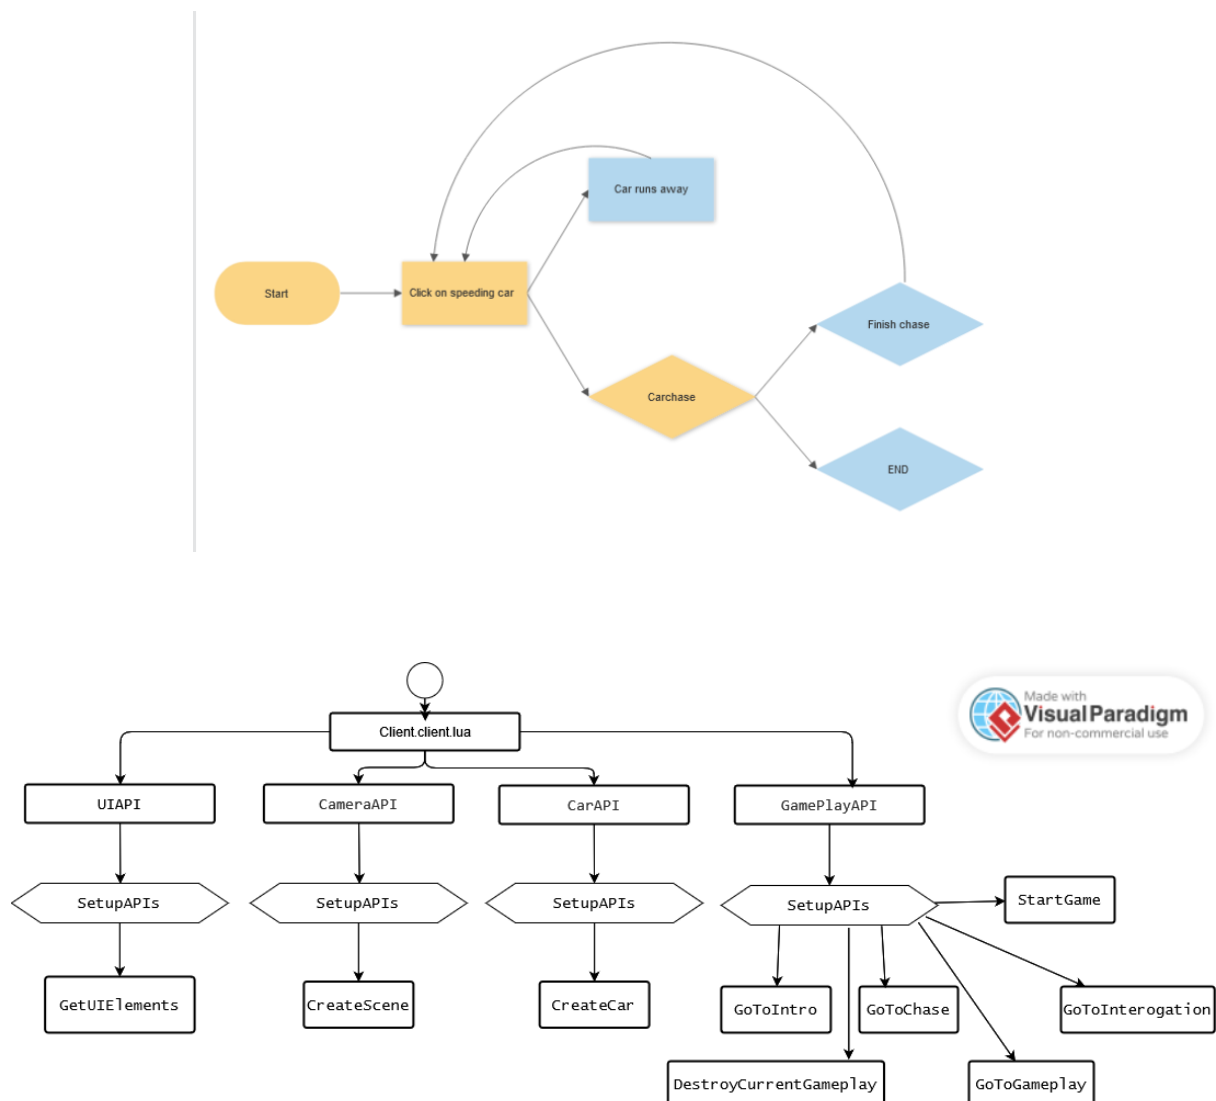 Car runs away
Start
Click on speeding car
Finish chase
Carchase
END
Made with
Visual Paradigm
For non-commercial use
Client.client.lua
UIAPI
CameraAPI
CarAPI
GamePlayAPI
SetupAPIs
SetupAPIs
SetupAPIs
SetupAPIs
StartGame
GetUIElements
CreateScene
CreateCar
GoToIntro
GoToChase
GoToInterogation
DestroyCurrentGameplay
GoToGameplay